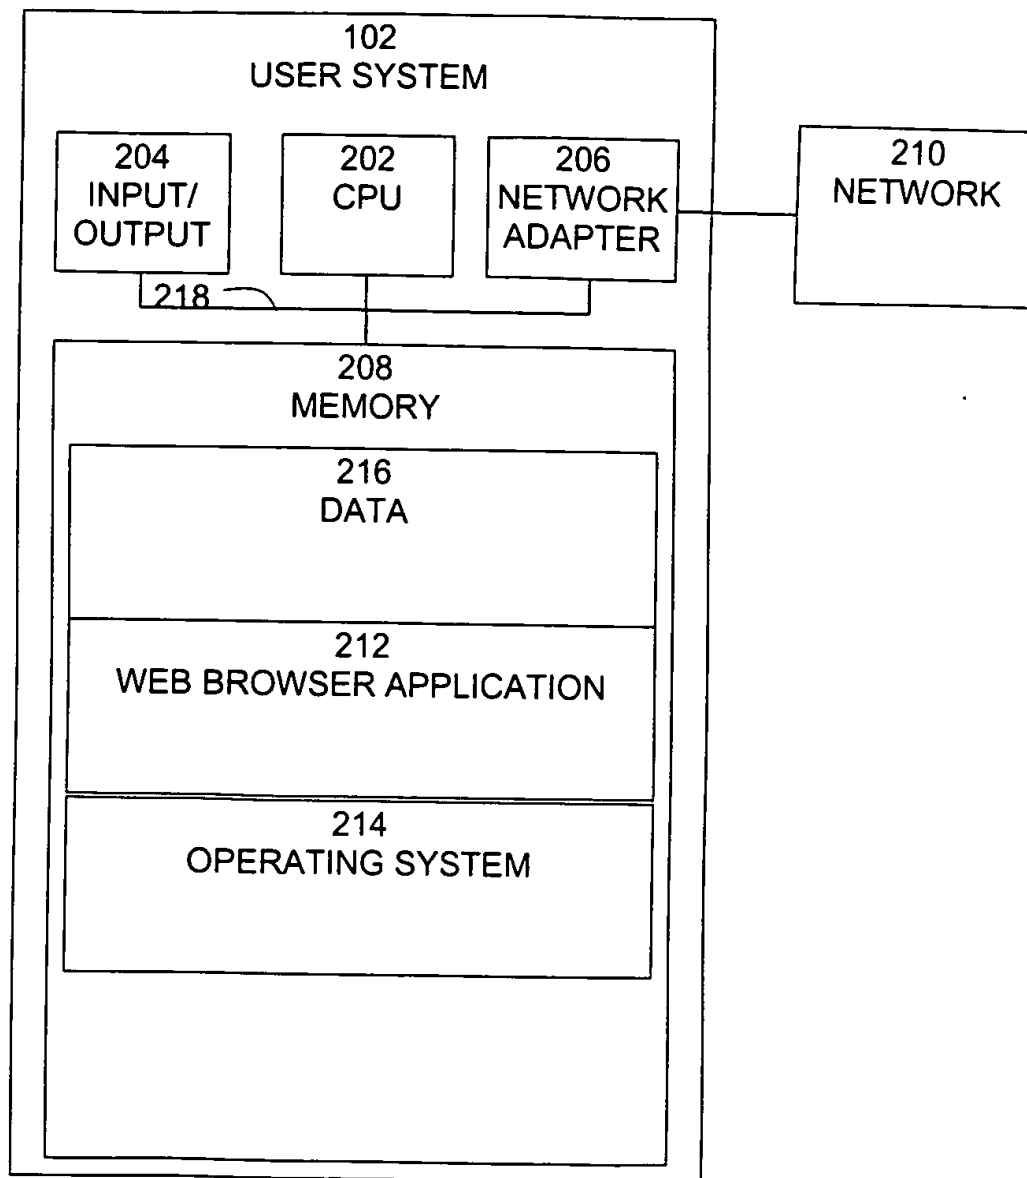 102
USER SYSTEM
204
INPUT/
OUTPUT
202
CPU
206
NETWORK
ADAPTER
210
NETWORK
218
208
MEMORY
216
DATA
212
WEB BROWSER APPLICATION
214
OPERATING SYSTEM